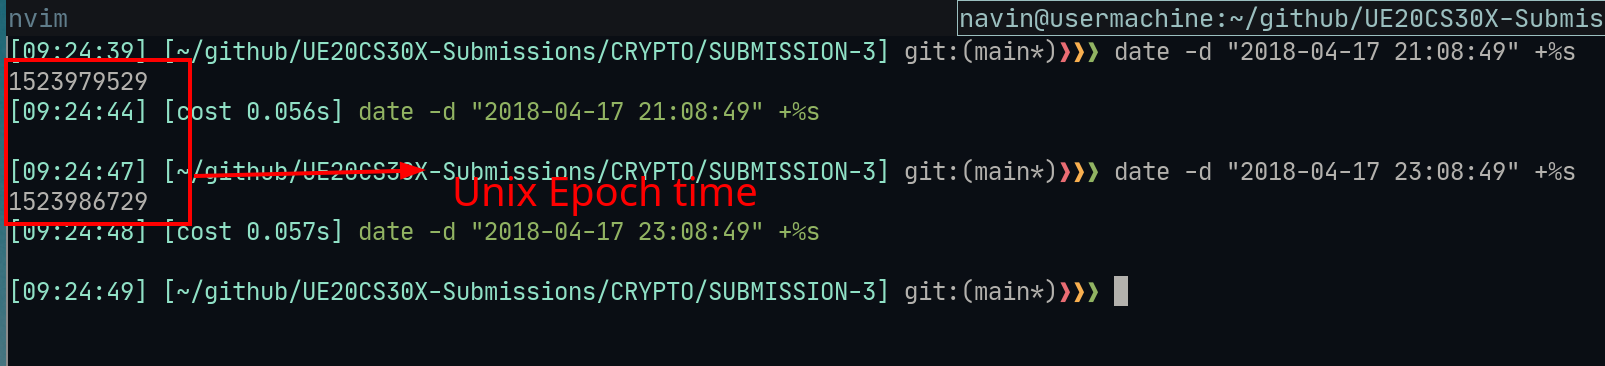 nvim navin@usermachine:~/github/UE20CS30X-Submis
[09:24:39] [~/github/UE20CS30X-Submissions/CRYPTO/SUBMISSION-3] git:(main*)❯❯❯ date -d "2018-04-17 21:08:49" +%s
1523979529
[09:24:44] [cost 0.056s] date -d "2018-04-17 21:08:49" +%s
[09:24:47] [~/github/UE20CS30X-Submissions/CRYPTO/SUBMISSION-3] git:(main*)❯❯❯ date -d "2018-04-17 23:08:49" +%s
Unix Epoch time
1523986729
[09:24:48] [cost 0.057s] date -d "2018-04-17 23:08:49" +%s
[09:24:49] [~/github/UE20CS30X-Submissions/CRYPTO/SUBMISSION-3] git:(main*)❯❯❯